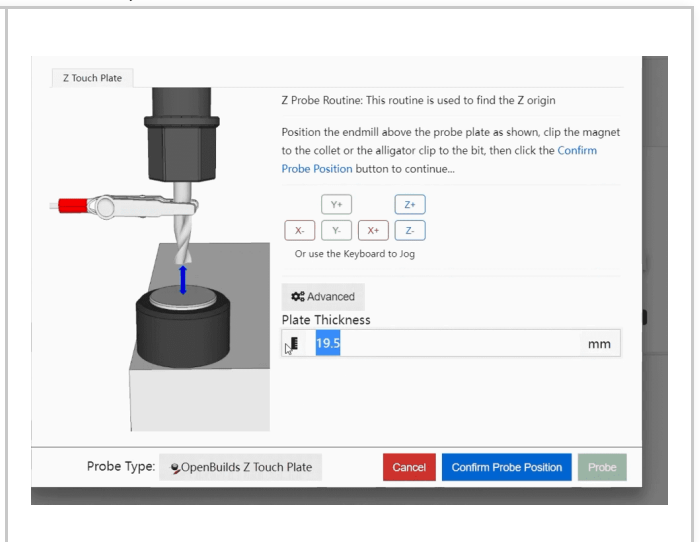 Z Touch Plate
Z Probe Routine: This routine is used to find the Z origin
Position the endmill above the probe plate as shown, clip the magnet
to the collet or the alligator clip to the bit, then click the Confirm
Probe Position button to continue...
Y+ Z+
X- Y- X+ Z-
Or use the Keyboard to Jog
Advanced
Plate Thickness
19.5 mm
Probe Type: OpenBuilds Z Touch Plate Cancel Confirm Probe Position Probe